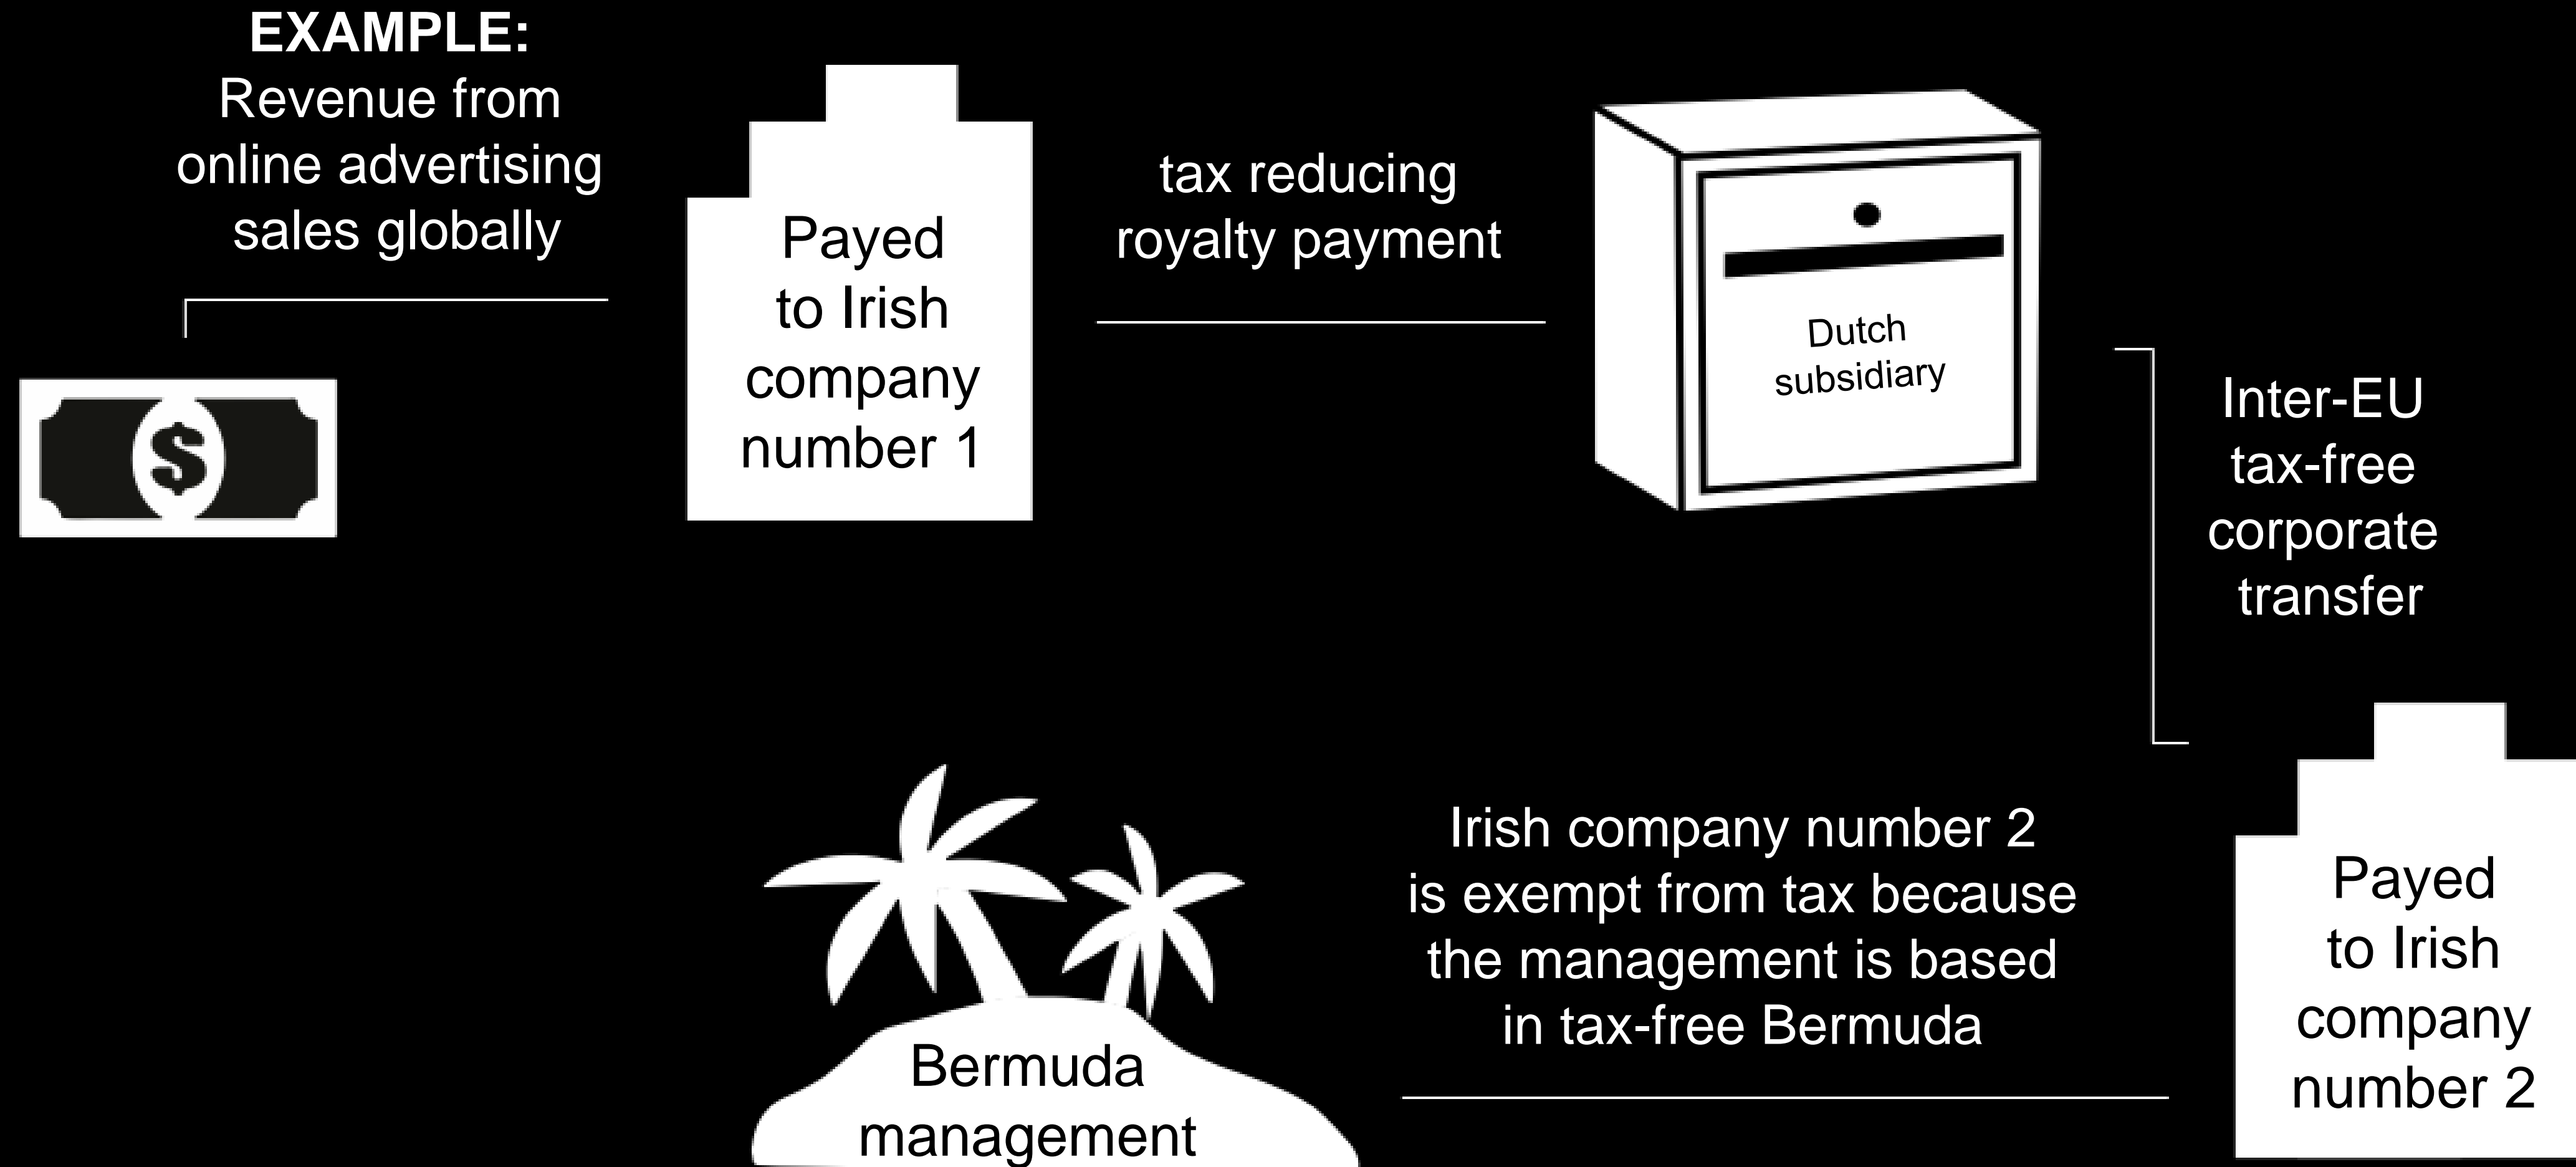 EXAMPLE:
Revenue from
online advertising
sales globally
$
Payed
to Irish
company
number 1
tax reducing
royalty payment
Dutch
subsidiary
Inter-EU
tax-free
corporate
transfer
Payed
to Irish
company
number 2
Irish company number 2
is exempt from tax because
the management is based
in tax-free Bermuda
Bermuda
management